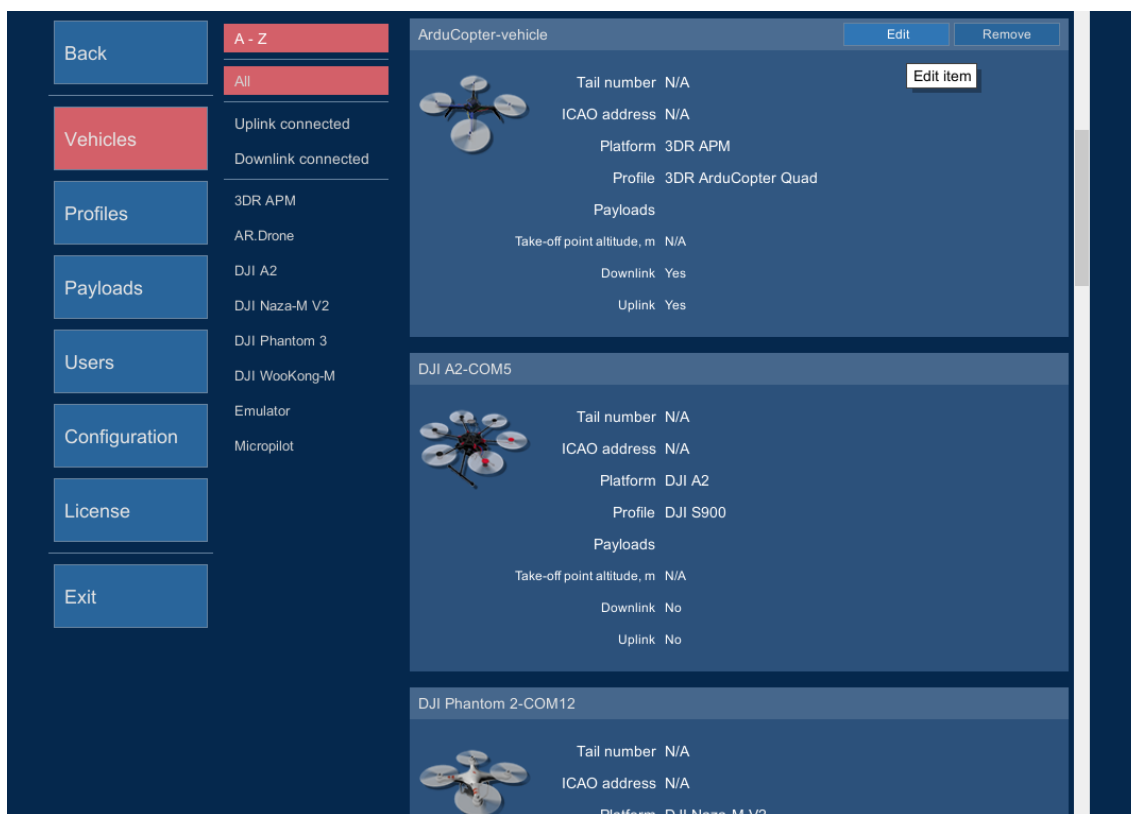 Back
Vehicles
Profiles
Payloads
Users
Configuration
License
Exit
A - Z
All
Uplink connected
Downlink connected
3DR APM
AR.Drone
DJI A2
DJI Naza-M V2
DJI Phantom 3
DJI WooKong-M
Emulator
Micropilot
ArduCopter-vehicle
Edit Remove
Edit item
Tail number N/A
ICAO address N/A
Platform 3DR APM
Profile 3DR ArduCopter Quad
Payloads
Take-off point altitude, m N/A
Downlink Yes
Uplink Yes
DJI A2-COM5
Tail number N/A
ICAO address N/A
Platform DJI A2
Profile DJI S900
Payloads
Take-off point altitude, m N/A
Downlink No
Uplink No
DJI Phantom 2-COM12
Tail number N/A
ICAO address N/A
Platform DJI Naza-M V2